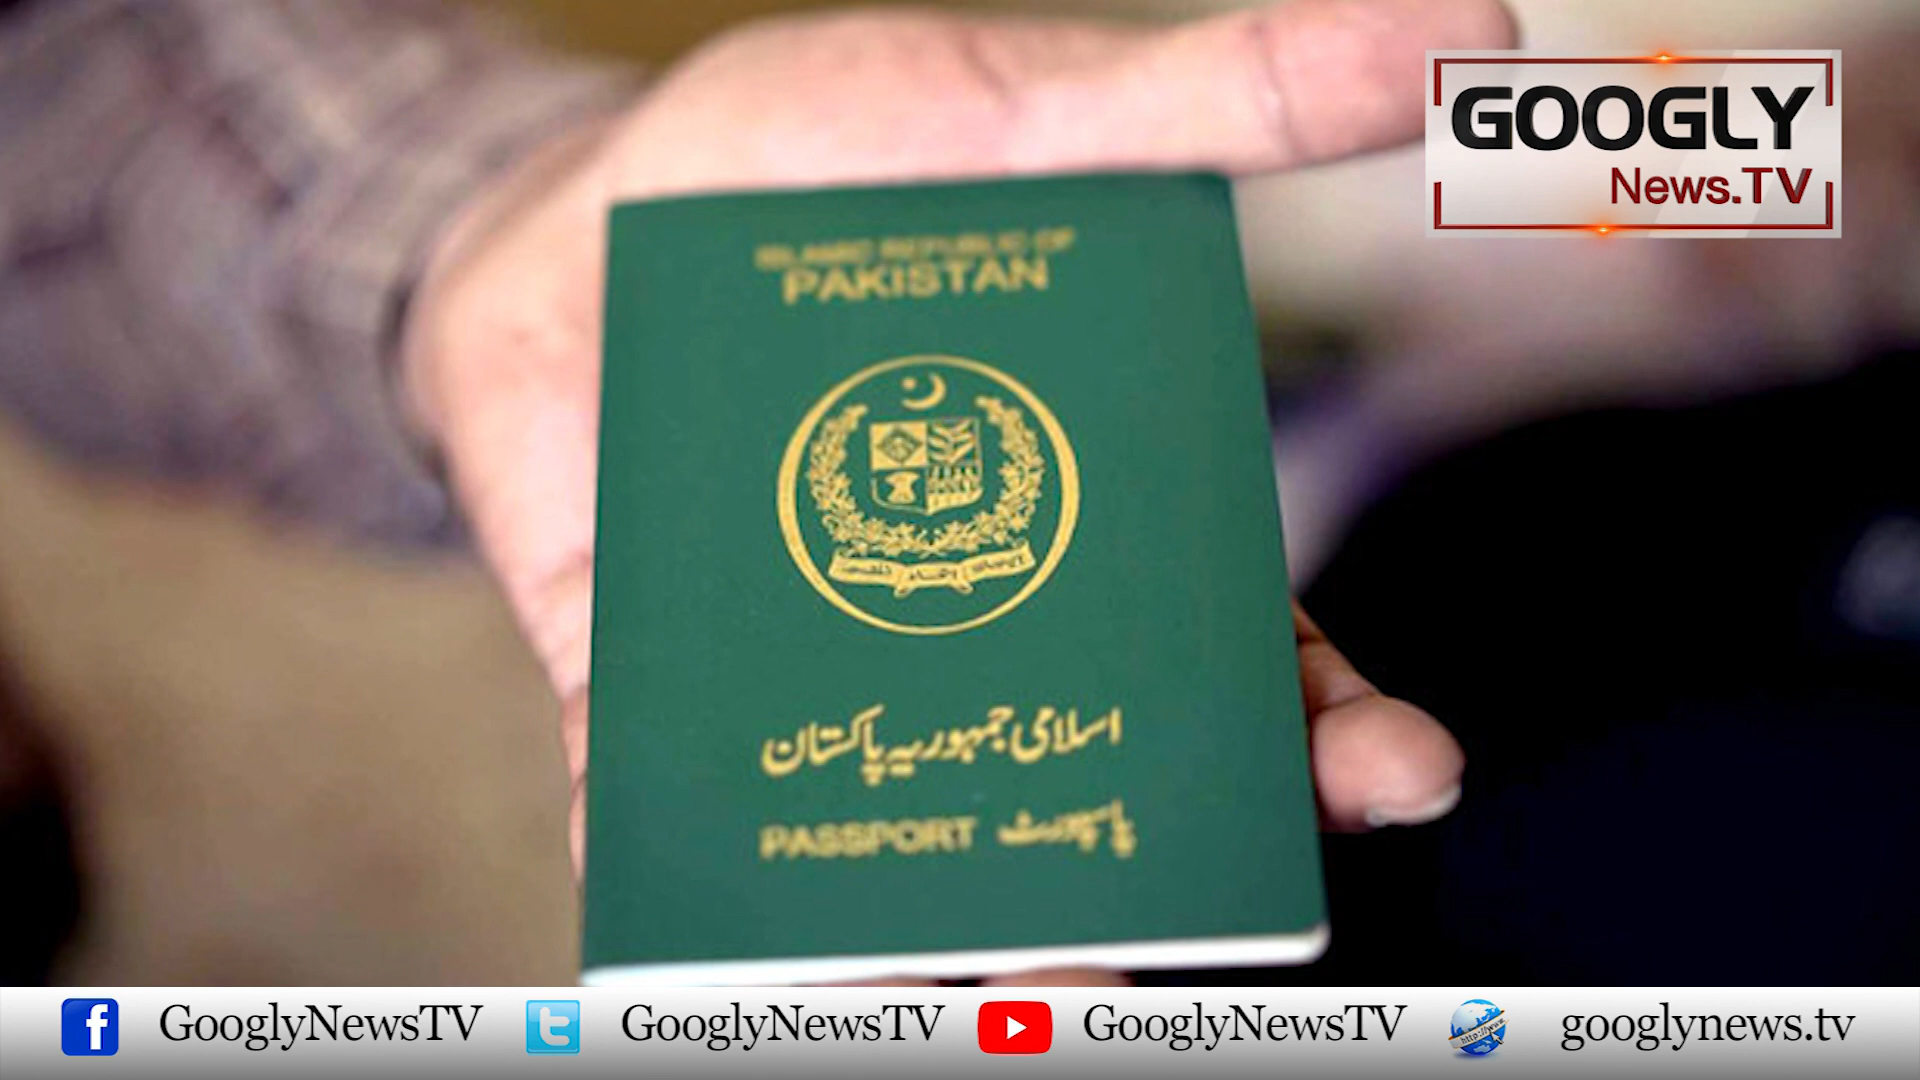 GOOGLY
News.TV
ISLAMIC REPUBLIC OF
PAKISTAN
اسلامی جمہوریہ پاکستان
PASSPORT پاسپورٹ
GooglyNewsTV GooglyNewsTV GooglyNewsTV googlynews.tv